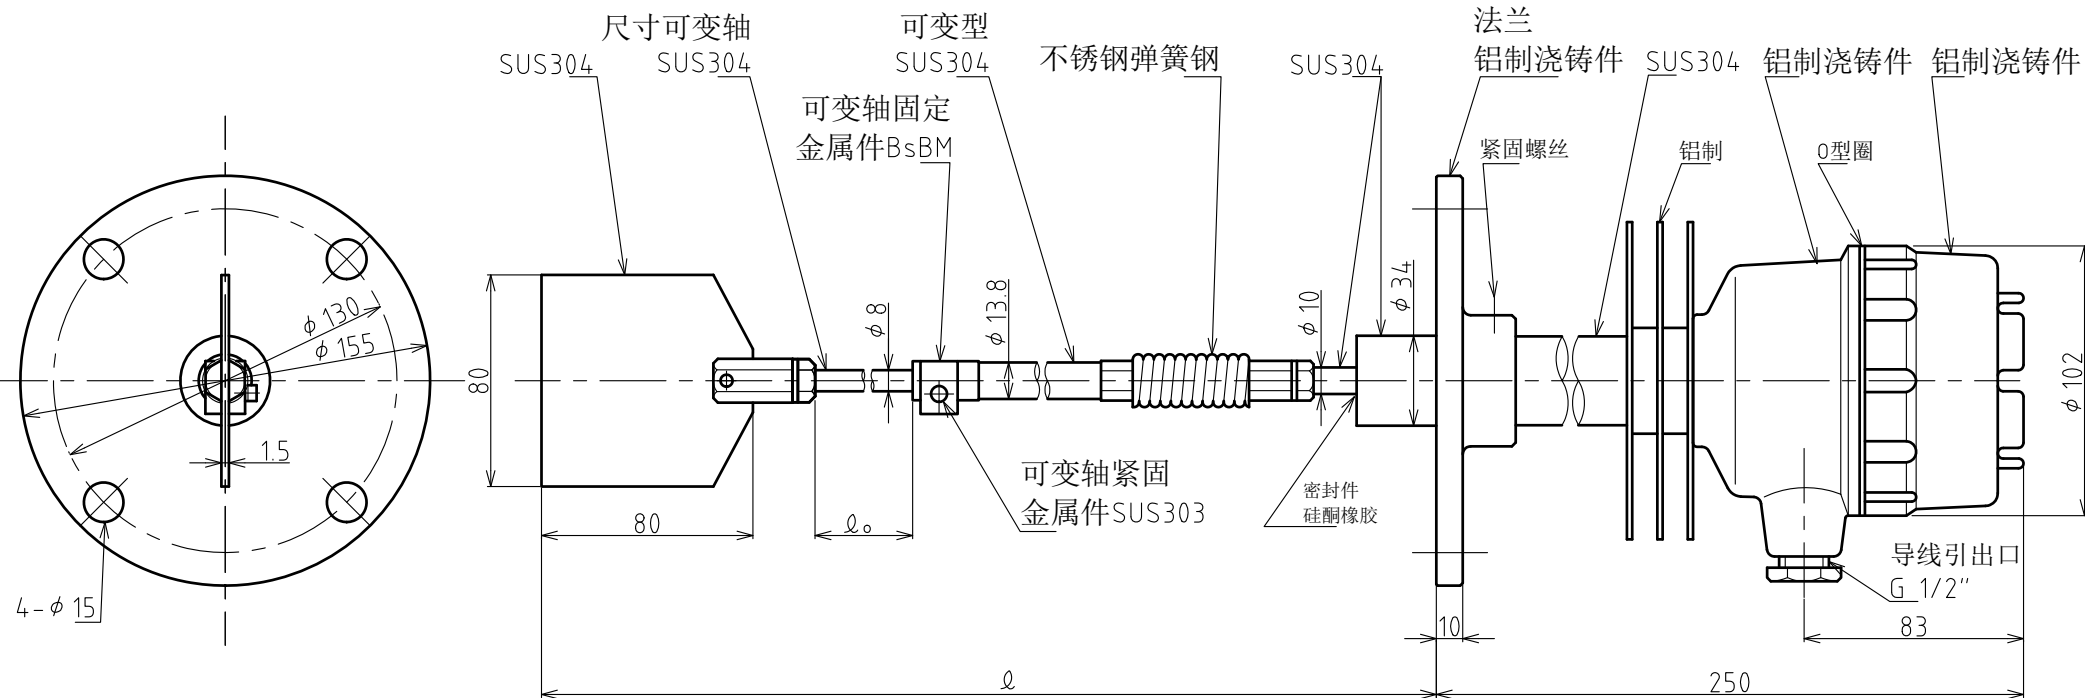 尺寸可变轴
SUS304
SUS304
可变型
SUS304
不锈钢弹簧钢
SUS304
法兰
铝制浇铸件
SUS304
铝制浇铸件
铝制浇铸件
可变轴固定
金属件BsBM
紧固螺丝
铝制
O型圈
φ130
φ155
1.5
4-φ15
80
80
φ8
ℓ₀
φ13.8
φ10
φ34
φ102
可变轴紧固
金属件SUS303
密封件
硅酮橡胶
导线引出口
G 1/2"
10
83
ℓ
250